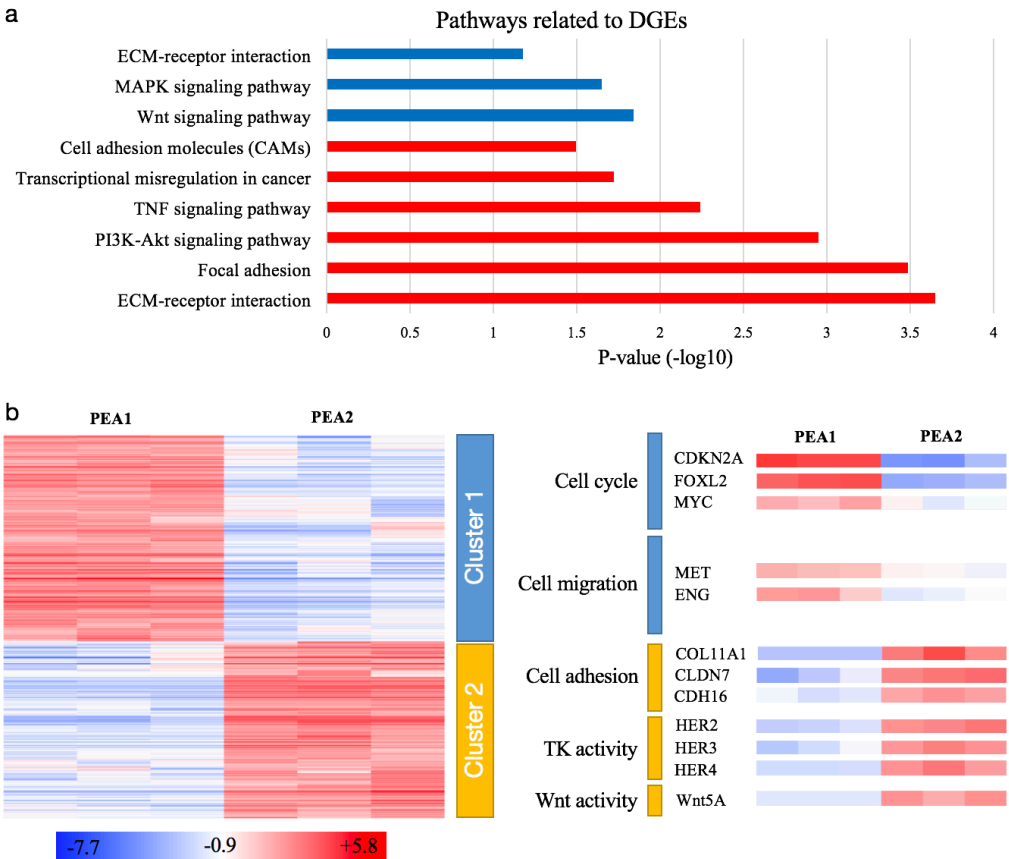 a
Pathways related to DGEs
ECM-receptor interaction
MAPK signaling pathway
Wnt signaling pathway
Cell adhesion molecules (CAMs)
Transcriptional misregulation in cancer
TNF signaling pathway
PI3K-Akt signaling pathway
Focal adhesion
ECM-receptor interaction
0 0.5 1 1.5 2 2.5 3 3.5 4
P-value (-log10)
b
PEA1 PEA2
Cluster 1
Cluster 2
-7.7 -0.9 +5.8
PEA1 PEA2
Cell cycle
CDKN2A
FOXL2
MYC
Cell migration
MET
ENG
Cell adhesion
COL11A1
CLDN7
CDH16
TK activity
HER2
HER3
HER4
Wnt activity
Wnt5A